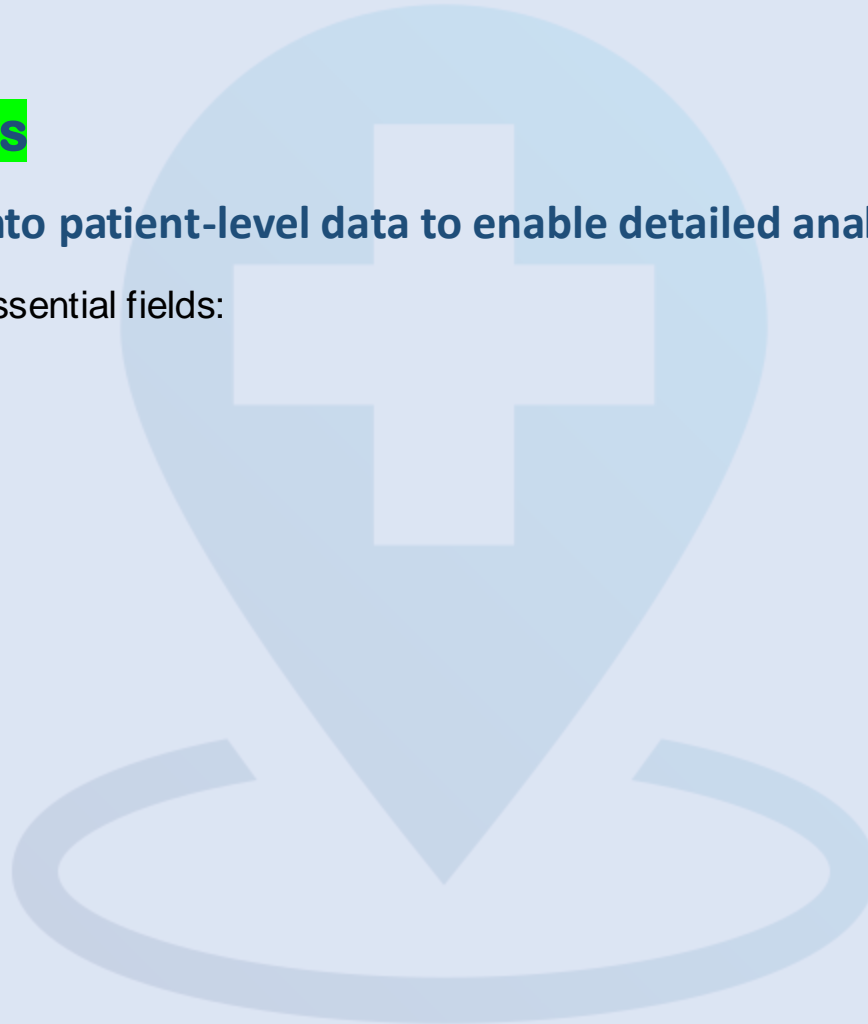 s
nto patient-level data to enable detailed anal
ssential fields: